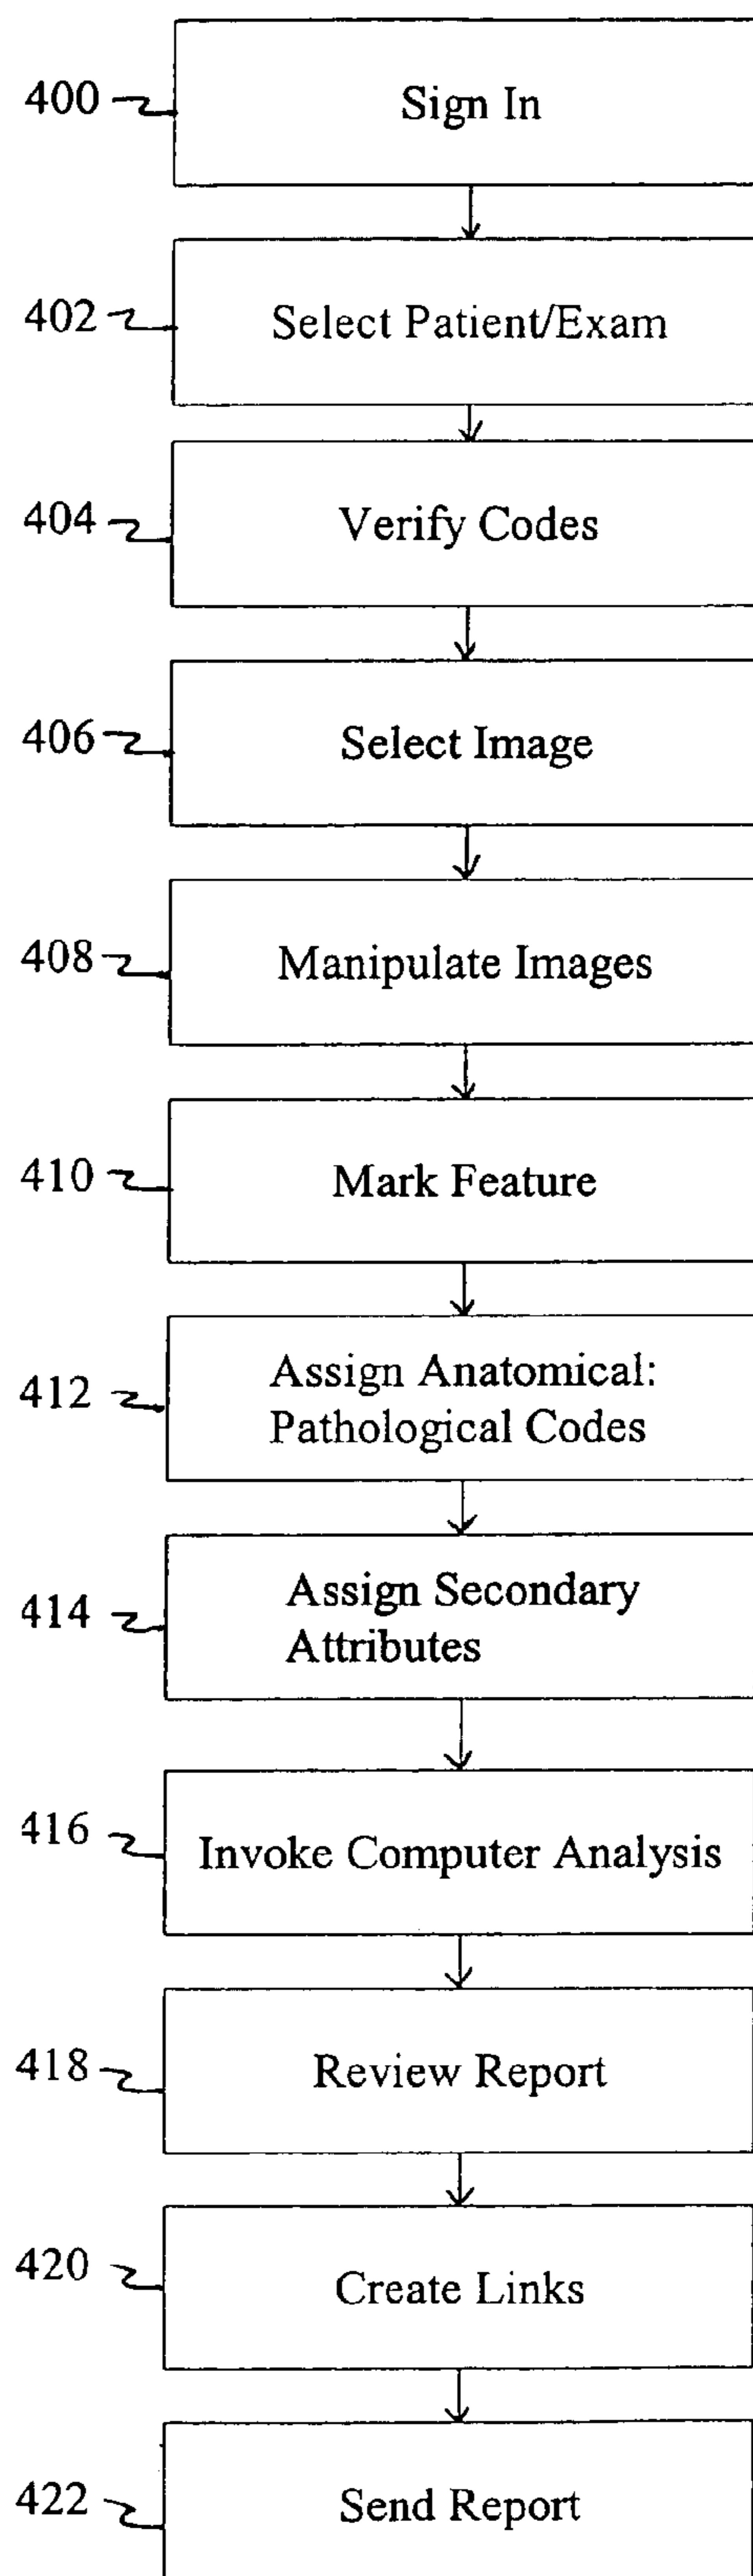 400
Sign In
402
Select Patient/Exam
404
Verify Codes
406
Select Image
408
Manipulate Images
410
Mark Feature
412
Assign Anatomical:
Pathological Codes
414
Assign Secondary
Attributes
416
Invoke Computer Analysis
418
Review Report
420
Create Links
422
Send Report